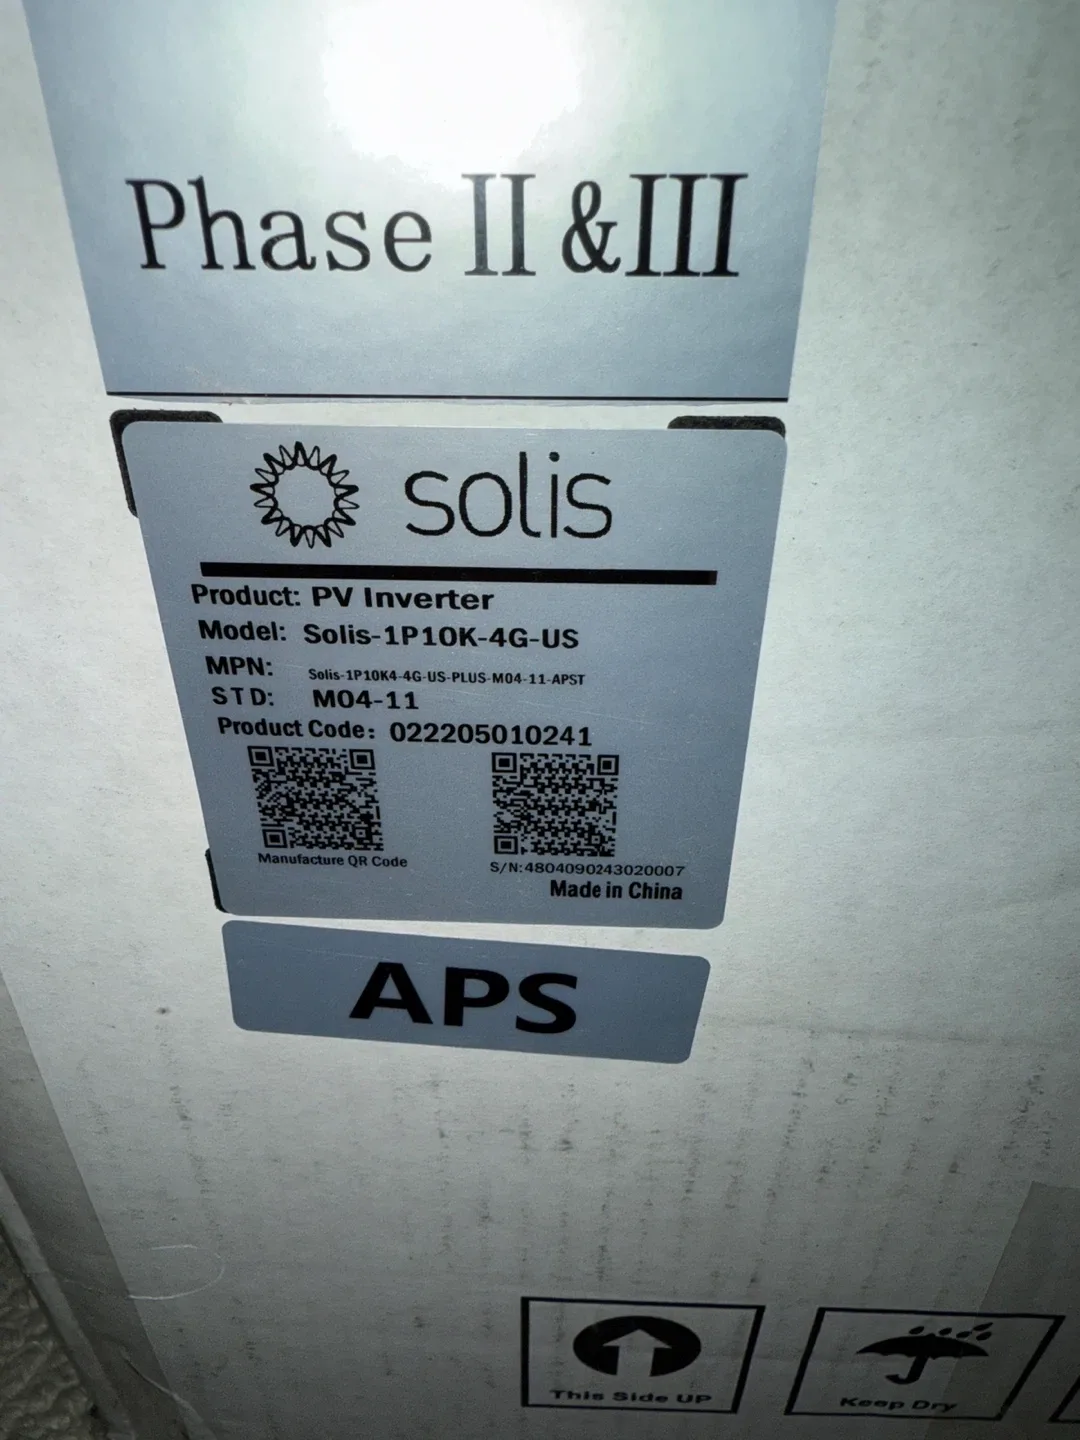 Phase II & III
solis
Product: PV Inverter
Model: Solis-1P10K-4G-US
MPN: Solis-1P10K4-4G-US-PLUS-M04-11-APST
STD: M04-11
Product Code: 022205010241
Manufacture QR Code
S/N:4804090243020007
Made in China
APS
This Side UP
Keep Dry